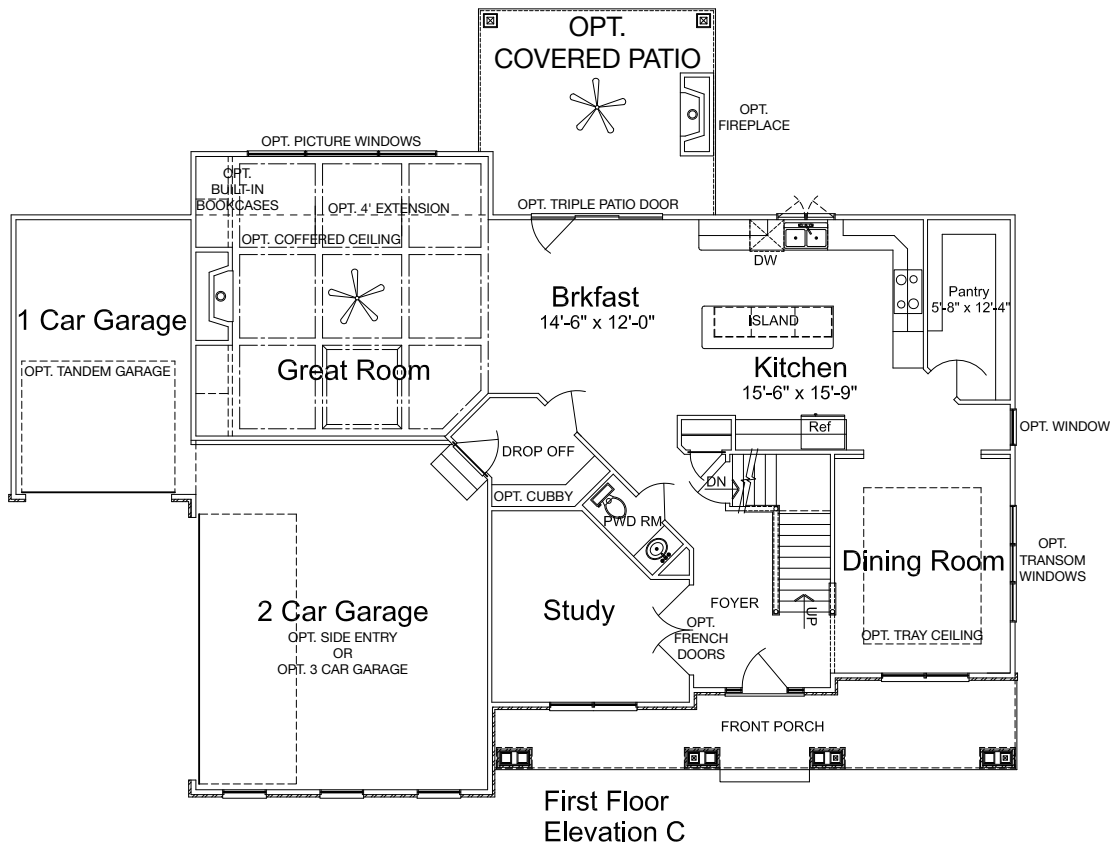 OPT.
COVERED PATIO
OPT.
FIREPLACE
OPT. PICTURE WINDOWS
OPT.
BUILT-IN
BOOKCASES
OPT. 4' EXTENSION
OPT. TRIPLE PATIO DOOR
OPT. COFFERED CEILING
DW
Brkfast
14'-6" x 12'-0"
Pantry
5'-8" x 12'-4"
1 Car Garage
ISLAND
OPT. TANDEM GARAGE
Great Room
Kitchen
15'-6" x 15'-9"
Ref
OPT. WINDOW
DROP OFF
DN
OPT. CUBBY
PWD RM
Dining Room
OPT.
TRANSOM
WINDOWS
2 Car Garage
OPT. SIDE ENTRY
OR
OPT. 3 CAR GARAGE
Study
FOYER
UP
OPT.
FRENCH
DOORS
OPT. TRAY CEILING
FRONT PORCH
First Floor
Elevation C